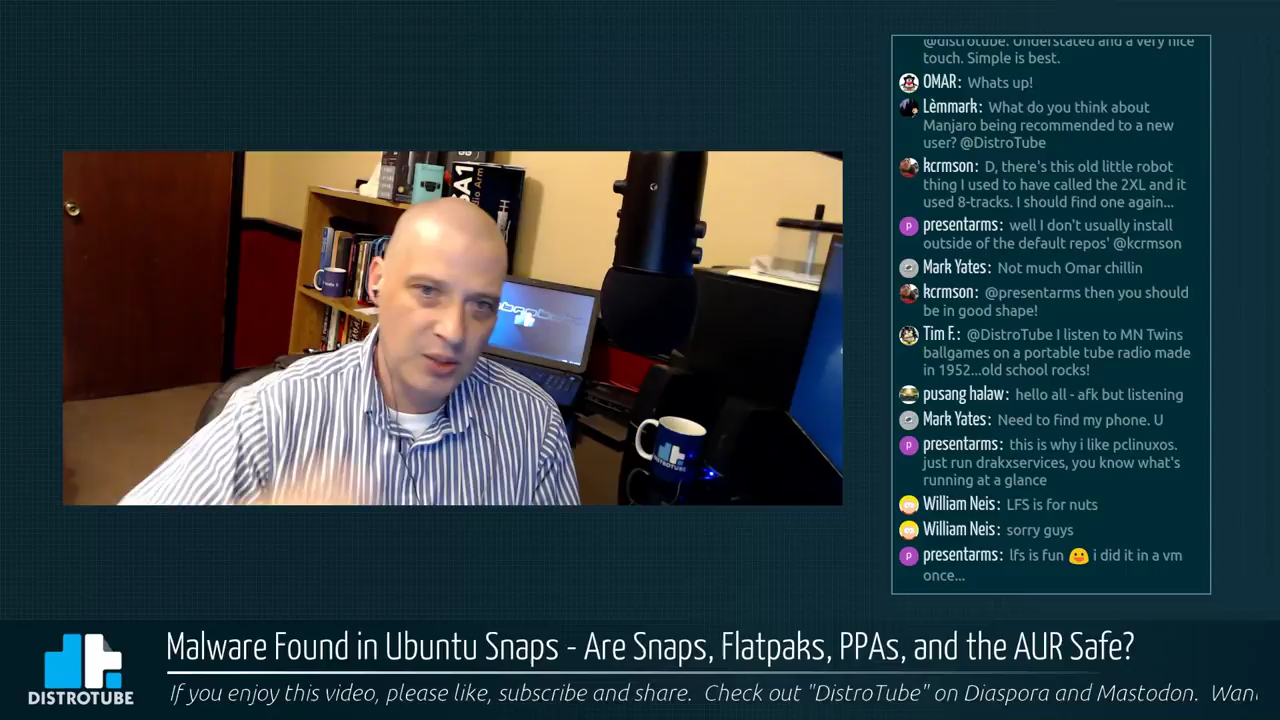 @distrotube. Understated and a very nice
touch. Simple is best.
OMAR: Whats up!
Lèmmark: What do you think about
Manjaro being recommended to a new
user? @DistroTube
kcrmson: D, there's this old little robot
thing I used to have called the 2XL and it
used 8-tracks. I should find one again...
presentarms: well I don't usually install
outside of the default repos' @kcrmson
Mark Yates: Not much Omar chillin
kcrmson: @presentarms then you should
be in good shape!
Tim F.: @DistroTube I listen to MN Twins
ballgames on a portable tube radio made
in 1952...old school rocks!
pusang halaw: hello all - afk but listening
Mark Yates: Need to find my phone. U
presentarms: this is why i like pclinuxos.
just run drakxservices, you know what's
running at a glance
William Neis: LFS is for nuts
William Neis: sorry guys
presentarms: lfs is fun i did it in a vm
once...
DISTROTUBE
Malware Found in Ubuntu Snaps - Are Snaps, Flatpaks, PPAs, and the AUR Safe?
DISTROTUBE
If you enjoy this video, please like, subscribe and share. Check out "DistroTube" on Diaspora and Mastodon. Wan